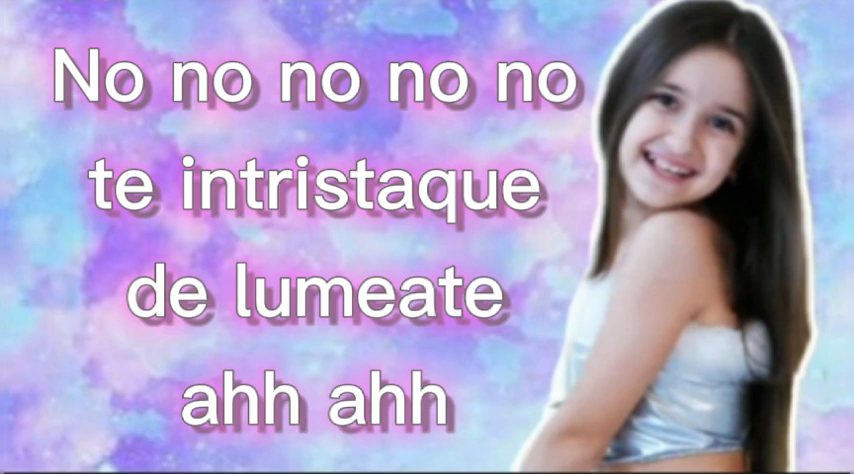 No no no no no
te intristaque
de lumeate
ahh ahh